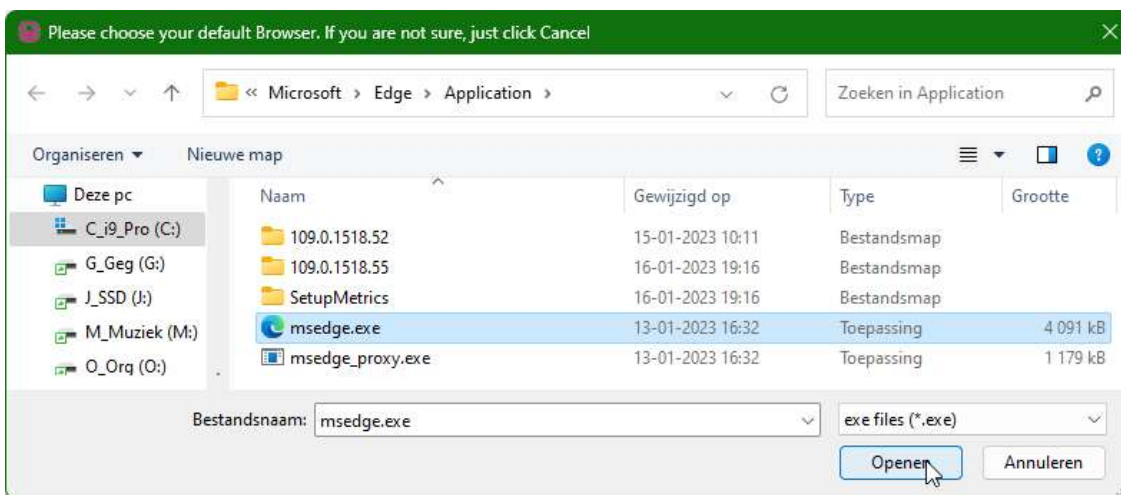 Please choose your default Browser. If you are not sure, just click Cancel
« Microsoft › Edge › Application ›
Zoeken in Application
Organiseren
Nieuwe map
Naam Gewijzigd op Type Grootte
Deze pc
C_i9_Pro (C:)
G_Geg (G:)
J_SSD (J:)
M_Muziek (M:)
O_Org (O:)
109.0.1518.52 15-01-2023 10:11 Bestandsmap
109.0.1518.55 16-01-2023 19:16 Bestandsmap
SetupMetrics 16-01-2023 19:16 Bestandsmap
msedge.exe 13-01-2023 16:32 Toepassing 4 091 kB
msedge_proxy.exe 13-01-2023 16:32 Toepassing 1 179 kB
Bestandsnaam: msedge.exe
exe files (*.exe)
Openen Annuleren